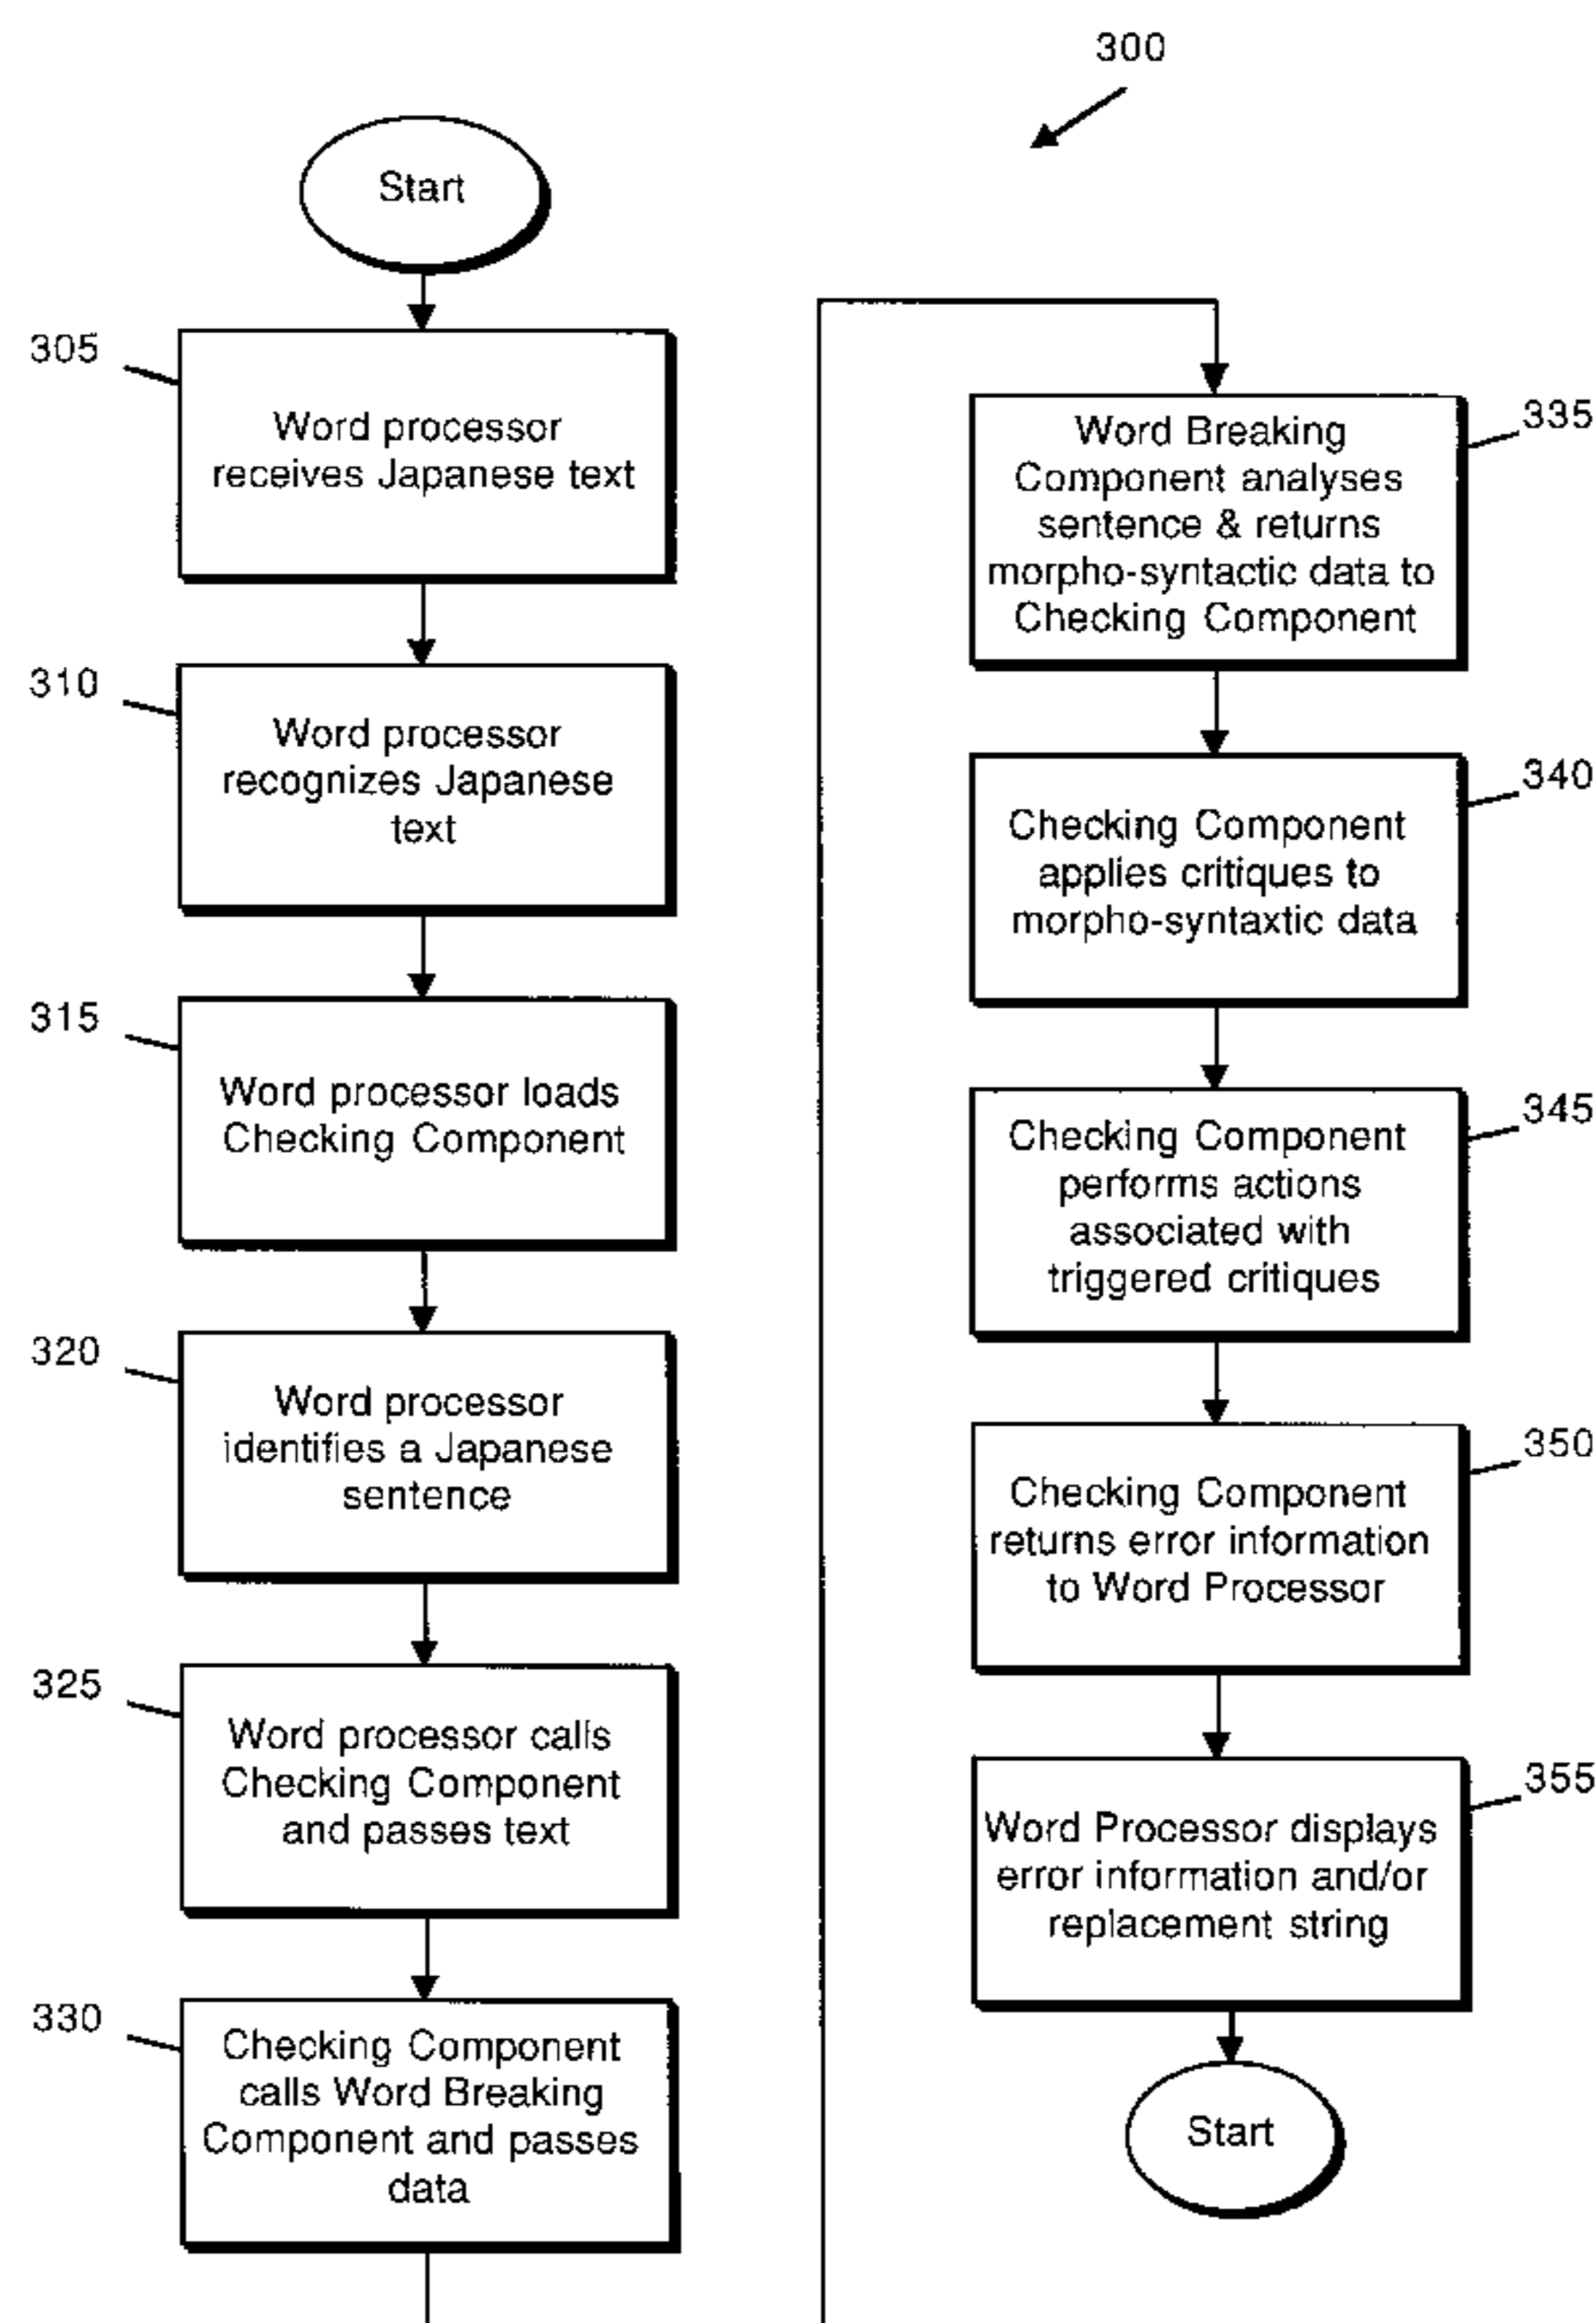 300
Start
305
Word processor
receives Japanese text
310
Word processor
recognizes Japanese
text
315
Word processor loads
Checking Component
320
Word processor
identifies a Japanese
sentence
325
Word processor calls
Checking Component
and passes text
330
Checking Component
calls Word Breaking
Component and passes
data
335
Word Breaking
Component analyses
sentence & returns
morpho-syntactic data to
Checking Component
340
Checking Component
applies critiques to
morpho-syntaxtic data
345
Checking Component
performs actions
associated with
triggered critiques
350
Checking Component
returns error information
to Word Processor
355
Word Processor displays
error information and/or
replacement string
Start